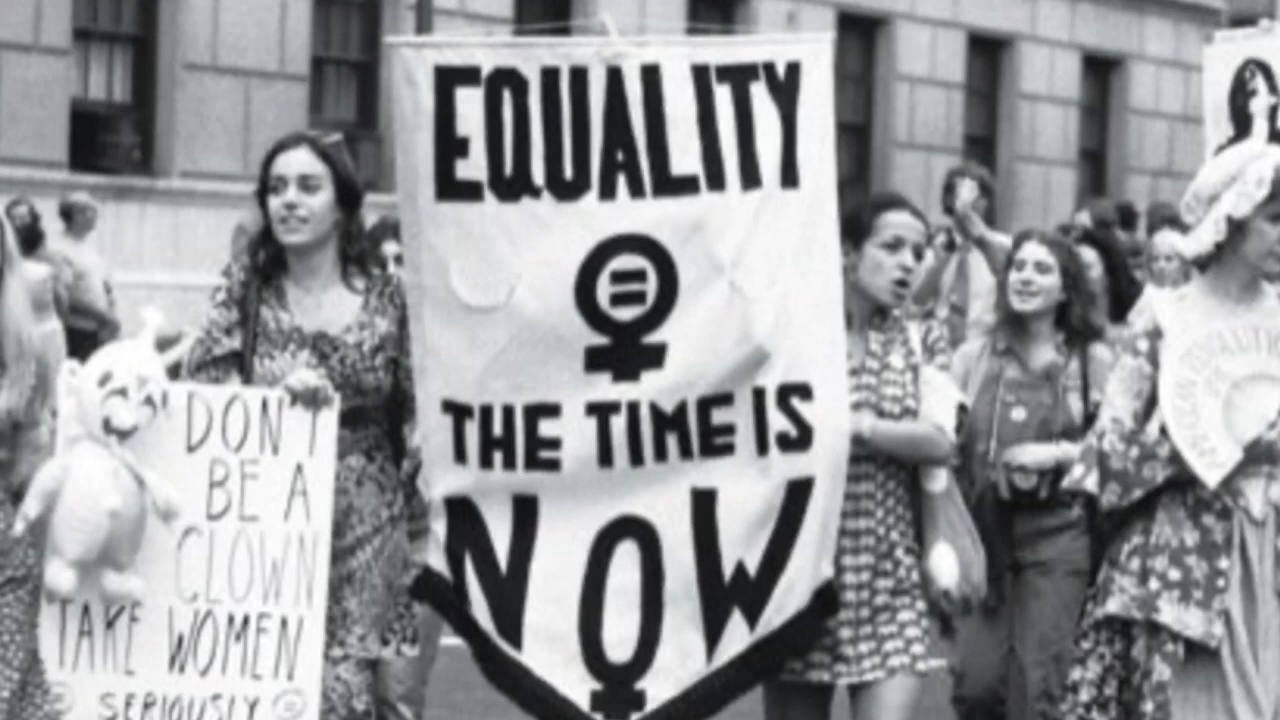 EQUALITY
THE TIME IS
NOW
DON'T
BE A
CLOWN
TAKE WOMEN
SERIOUSLY